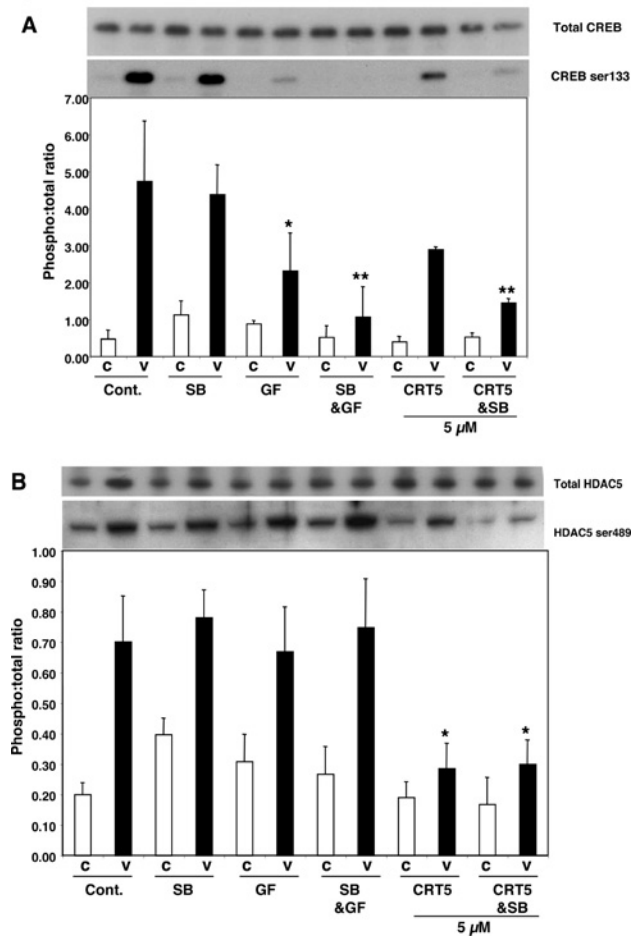 A
Total CREB
CREB ser133
7.00
6.00
5.00
4.00
3.00
2.00
1.00
0.00
Phospho:total ratio
*
**
**
C V C V C V C V C V C V
Cont. SB GF SB CRT5 CRT5
&GF &SB
5 µM
B
Total HDAC5
HDAC5 ser489
1.00
0.90
0.80
0.70
0.60
0.50
0.40
0.30
0.20
0.10
0.00
Phospho:total ratio
* *
C V C V C V C V C V C V
Cont. SB GF SB CRT5 CRT5
&GF &SB
5 µM